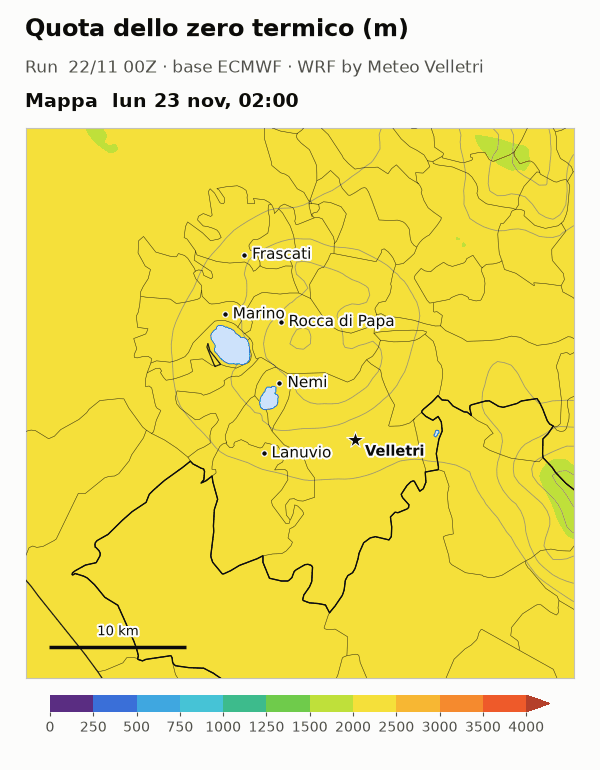 Quota dello zero termico (m)
Run  22/11 00Z · base ECMWF · WRF by Meteo Velletri
Mappa  lun 23 nov, 02:00
Frascati
Marino
Rocca di Papa
Nemi
Velletri
Lanuvio
10 km
0 250 500 750 1000 1250 1500 2000 2500 3000 3500 4000